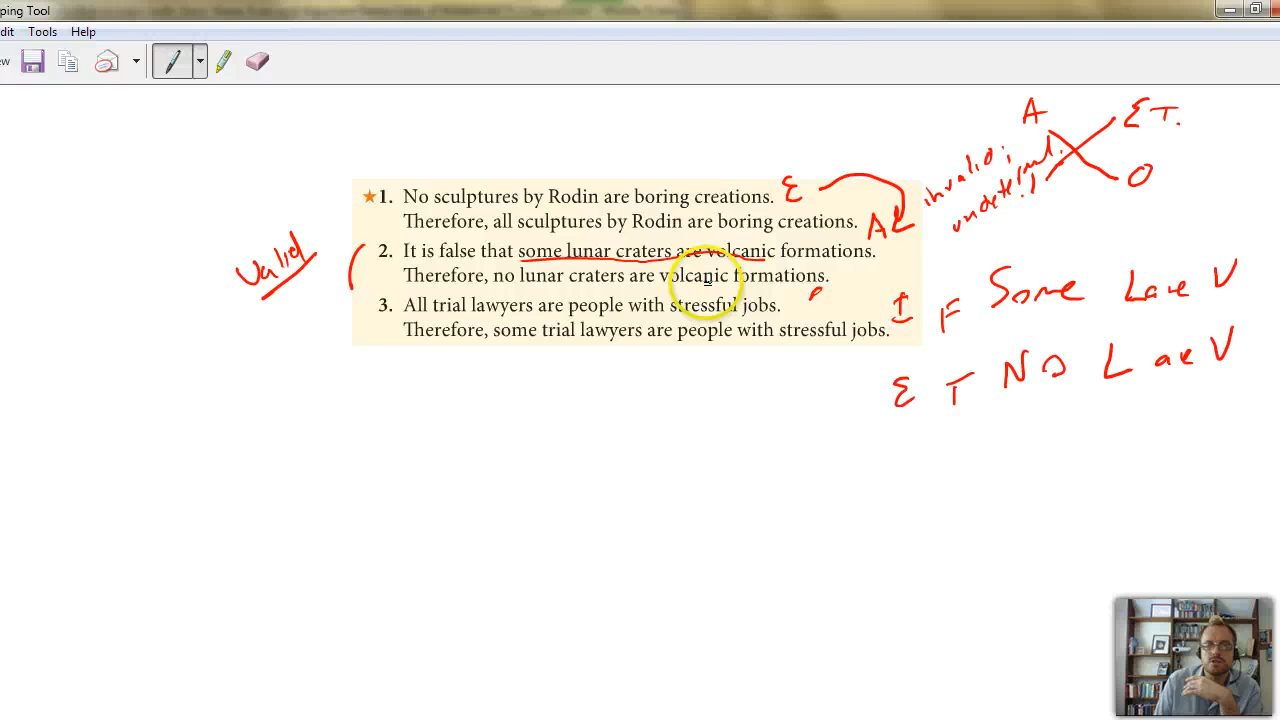 ping Tool
dit Tools Help
ew
A E T.
invalid; O
★1. No sculptures by Rodin are boring creations. E
Therefore, all sculptures by Rodin are boring creations. A
Valid
2. It is false that some lunar craters are volcanic formations.
Therefore, no lunar craters are volcanic formations.
3. All trial lawyers are people with stressful jobs.
Therefore, some trial lawyers are people with stressful jobs.
I F Some L are V
E T No L are V